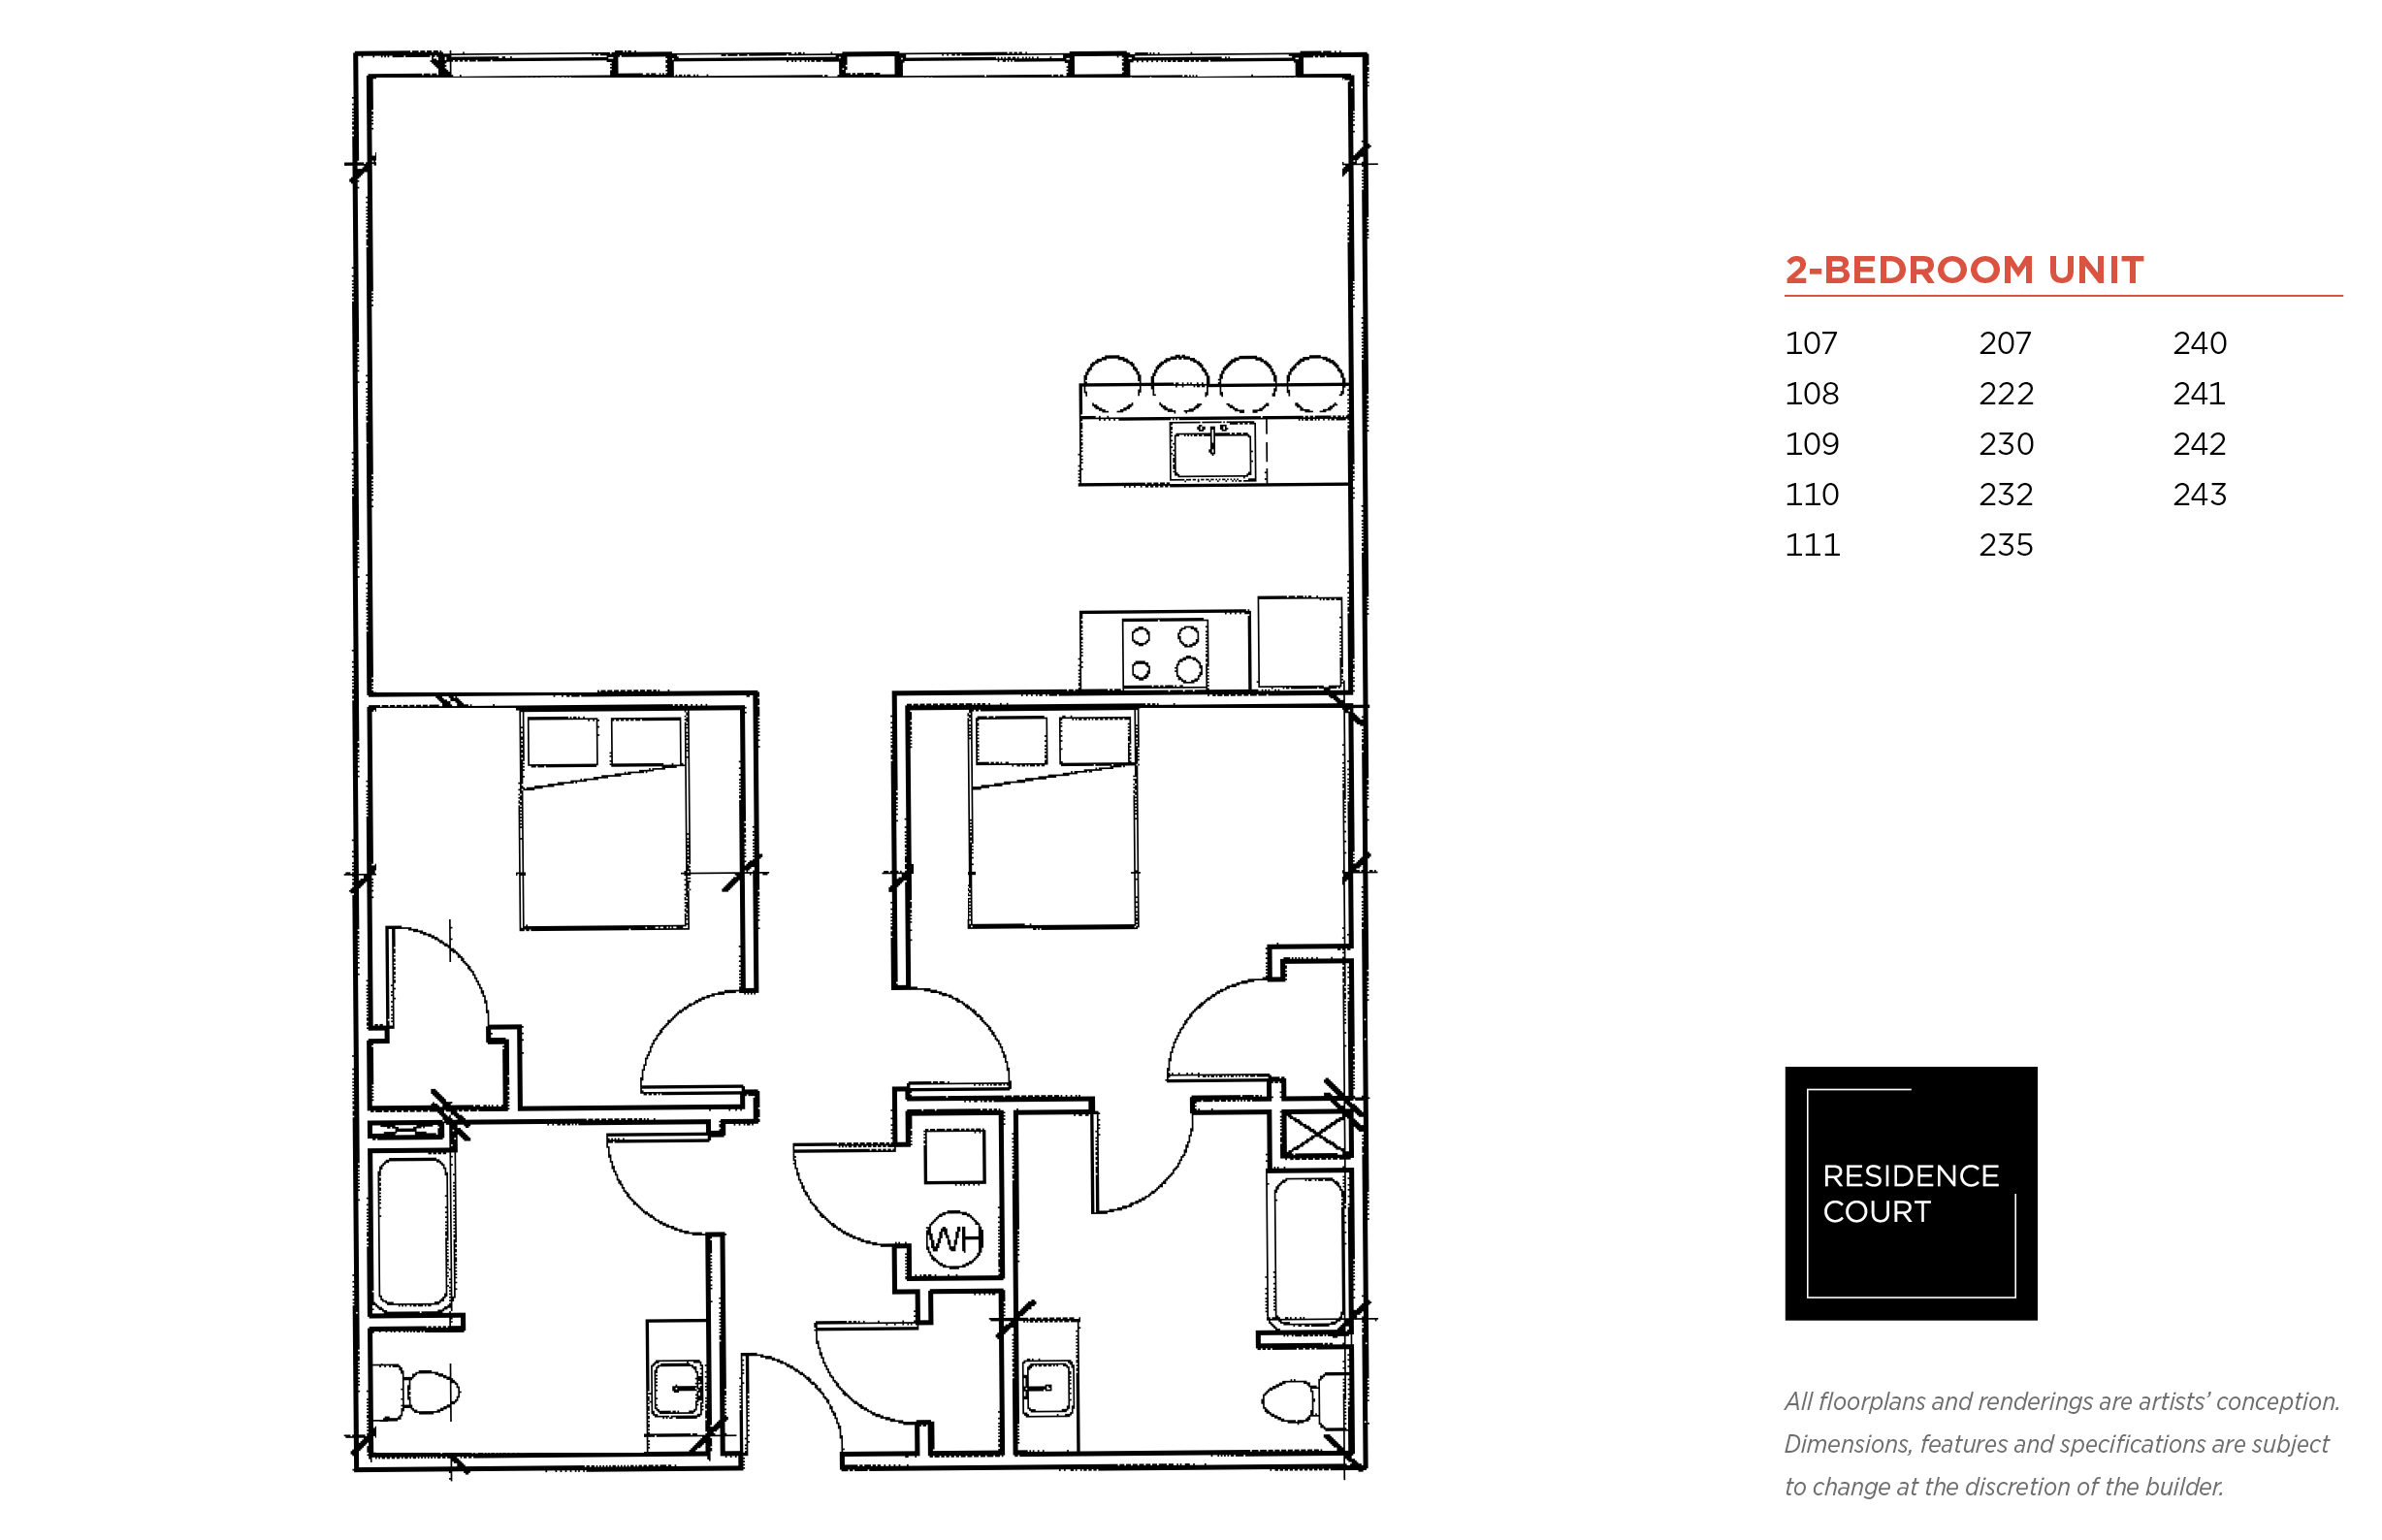 2-BEDROOM UNIT
107 207 240
108 222 241
109 230 242
110 232 243
111 235
WH
RESIDENCE
COURT
All floorplans and renderings are artists’ conception.
Dimensions, features and specifications are subject
to change at the discretion of the builder.